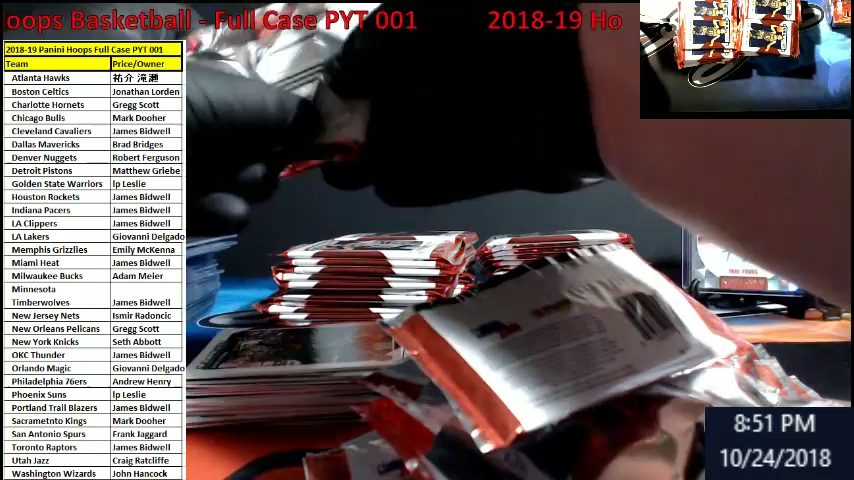 oops Basketball - Full Case PYT 001 2018-19 Ho
2018-19 Panini Hoops Full Case PYT 001
Team Price/Owner
Atlanta Hawks 祐介 滝瀬
Boston Celtics Jonathan Lorden
Charlotte Hornets Gregg Scott
Chicago Bulls Mark Dooher
Cleveland Cavaliers James Bidwell
Dallas Mavericks Brad Bridges
Denver Nuggets Robert Ferguson
Detroit Pistons Matthew Griebe
Golden State Warriors lp Leslie
Houston Rockets James Bidwell
Indiana Pacers James Bidwell
LA Clippers James Bidwell
LA Lakers Giovanni Delgado
Memphis Grizzlies Emily McKenna
Miami Heat James Bidwell
Milwaukee Bucks Adam Meier
Minnesota
Timberwolves James Bidwell
New Jersey Nets Ismir Radoncic
New Orleans Pelicans Gregg Scott
New York Knicks Seth Abbott
OKC Thunder James Bidwell
Orlando Magic Giovanni Delgado
Philadelphia 76ers Andrew Henry
Phoenix Suns lp Leslie
Portland Trail Blazers James Bidwell
Sacrametnto Kings Mark Dooher
San Antonio Spurs Frank Jaggard
Toronto Raptors James Bidwell
Utah Jazz Craig Ratcliffe
Washington Wizards John Hancock
8:51 PM
10/24/2018